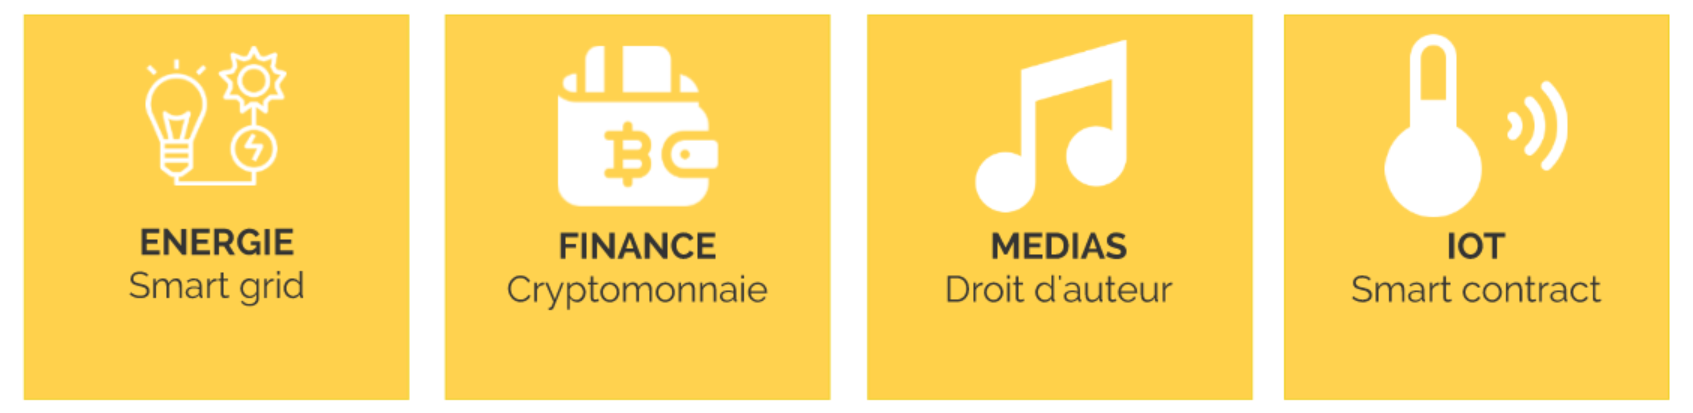 ENERGIE
Smart grid
FINANCE
Cryptomonnaie
MEDIAS
Droit d'auteur
IOT
Smart contract